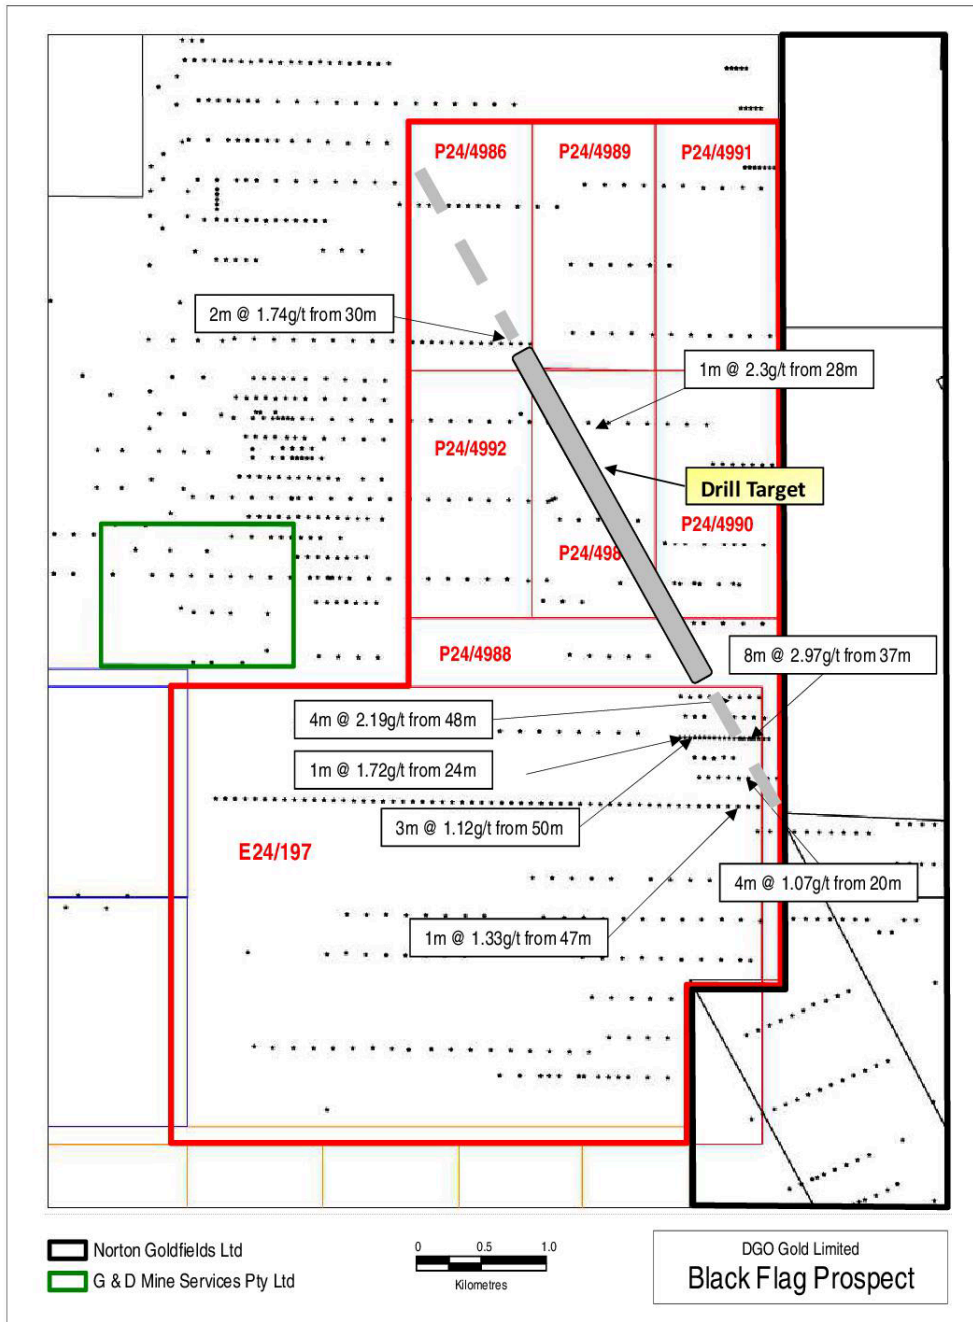 P24/4986
P24/4989
P24/4991
2m @ 1.74g/t from 30m
1m @ 2.3g/t from 28m
P24/4992
Drill Target
P24/4990
P24/498
P24/4988
8m @ 2.97g/t from 37m
4m @ 2.19g/t from 48m
1m @ 1.72g/t from 24m
3m @ 1.12g/t from 50m
E24/197
4m @ 1.07g/t from 20m
1m @ 1.33g/t from 47m
Norton Goldfields Ltd
G & D Mine Services Pty Ltd
0 0.5 1.0
Kilometres
DGO Gold Limited
Black Flag Prospect